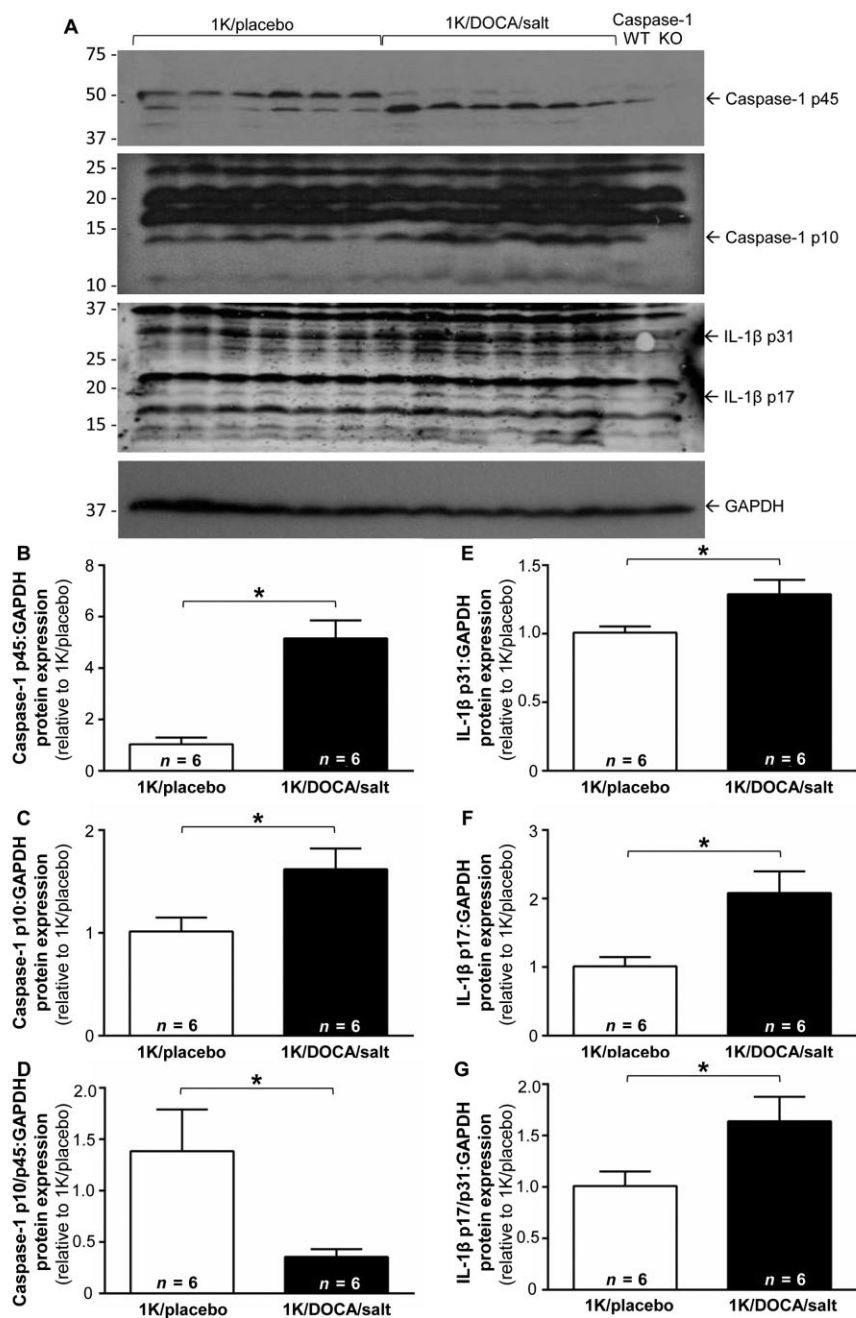 A
1K/placebo
1K/DOCA/salt
Caspase-1
WT KO
75 -
50 -
37 -
← Caspase-1 p45
25 -
20 -
15 -
10 -
← Caspase-1 p10
37 -
25 -
20 -
15 -
← IL-1β p31
← IL-1β p17
37 -
← GAPDH
B
Caspase-1 p45:GAPDH
protein expression
(relative to 1K/placebo)
8
6
4
2
0
*
n = 6
n = 6
1K/placebo
1K/DOCA/salt
E
IL-1β p31:GAPDH
protein expression
(relative to 1K/placebo)
1.5
1.0
0.5
0
*
n = 6
n = 6
1K/placebo
1K/DOCA/salt
C
Caspase-1 p10:GAPDH
protein expression
(relative to 1K/placebo)
2
1
0
*
n = 6
n = 6
1K/placebo
1K/DOCA/salt
F
IL-1β p17:GAPDH
protein expression
(relative to 1K/placebo)
3
2
1
0
*
n = 6
n = 6
1K/placebo
1K/DOCA/salt
D
Caspase-1 p10/p45:GAPDH
protein expression
(relative to 1K/placebo)
2.0
1.5
1.0
0.5
0
*
n = 6
n = 6
1K/placebo
1K/DOCA/salt
G
IL-1β p17/p31:GAPDH
protein expression
(relative to 1K/placebo)
2.0
1.5
1.0
0.5
0
*
n = 6
n = 6
1K/placebo
1K/DOCA/salt